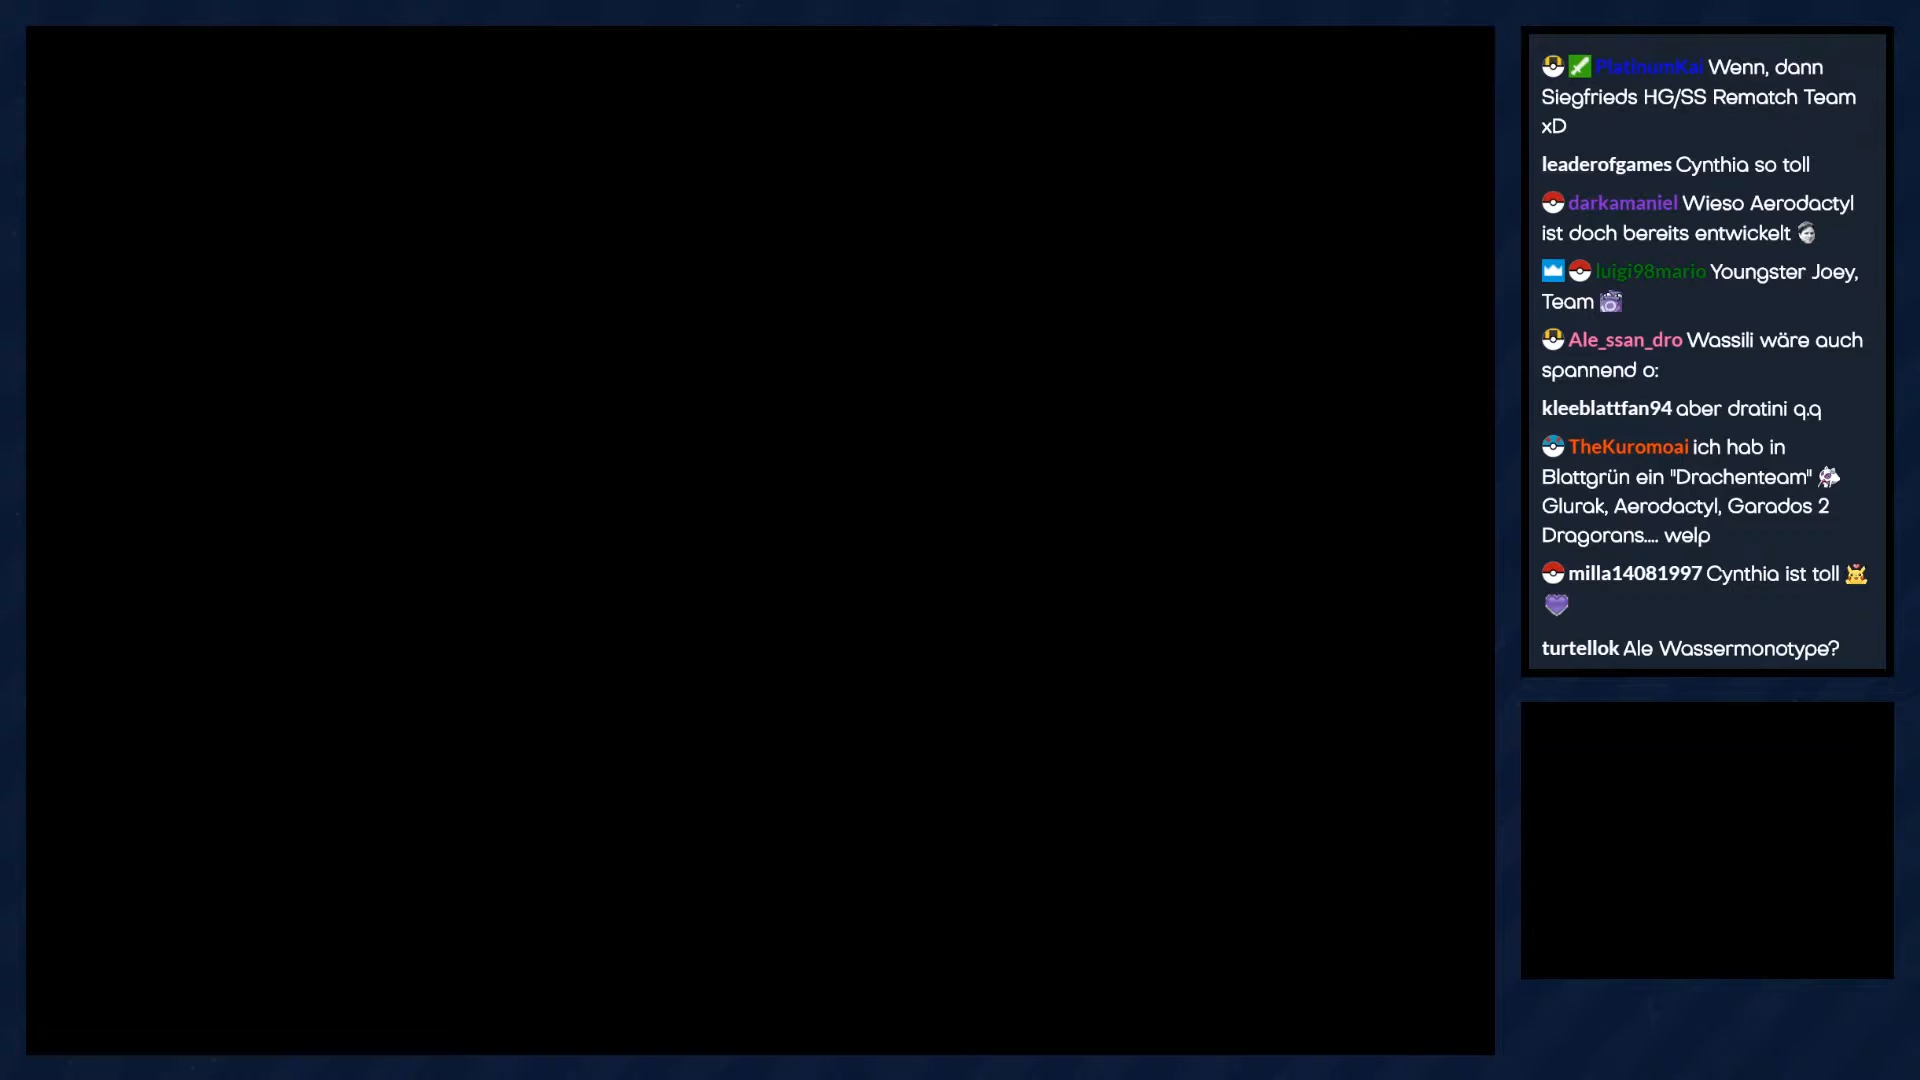 PlatinumKai Wenn, dann
Siegfrieds HG/SS Rematch Team
xD
leaderofgames Cynthia so toll
darkamaniel Wieso Aerodactyl
ist doch bereits entwickelt
luigi98mario Youngster Joey,
Team
Ale_ssan_dro Wassili wäre auch
spannend o:
kleeblattfan94 aber dratini q.q
TheKuromoai ich hab in
Blattgrün ein "Drachenteam"
Glurak, Aerodactyl, Garados 2
Dragorans.... welp
milla14081997 Cynthia ist toll
turtellok Ale Wassermonotype?